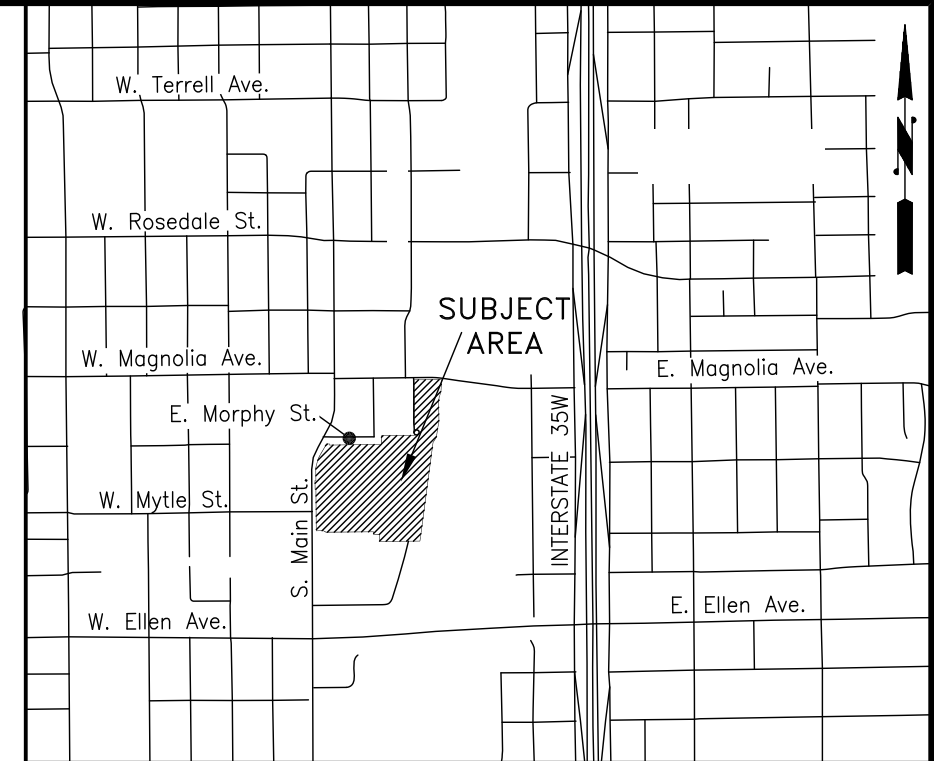 W. Terrell Ave.
N
W. Rosedale St.
SUBJECT
AREA
W. Magnolia Ave.
E. Magnolia Ave.
E. Morphy St.
INTERSTATE 35W
W. Mytle St.
S. Main St.
E. Ellen Ave.
W. Ellen Ave.